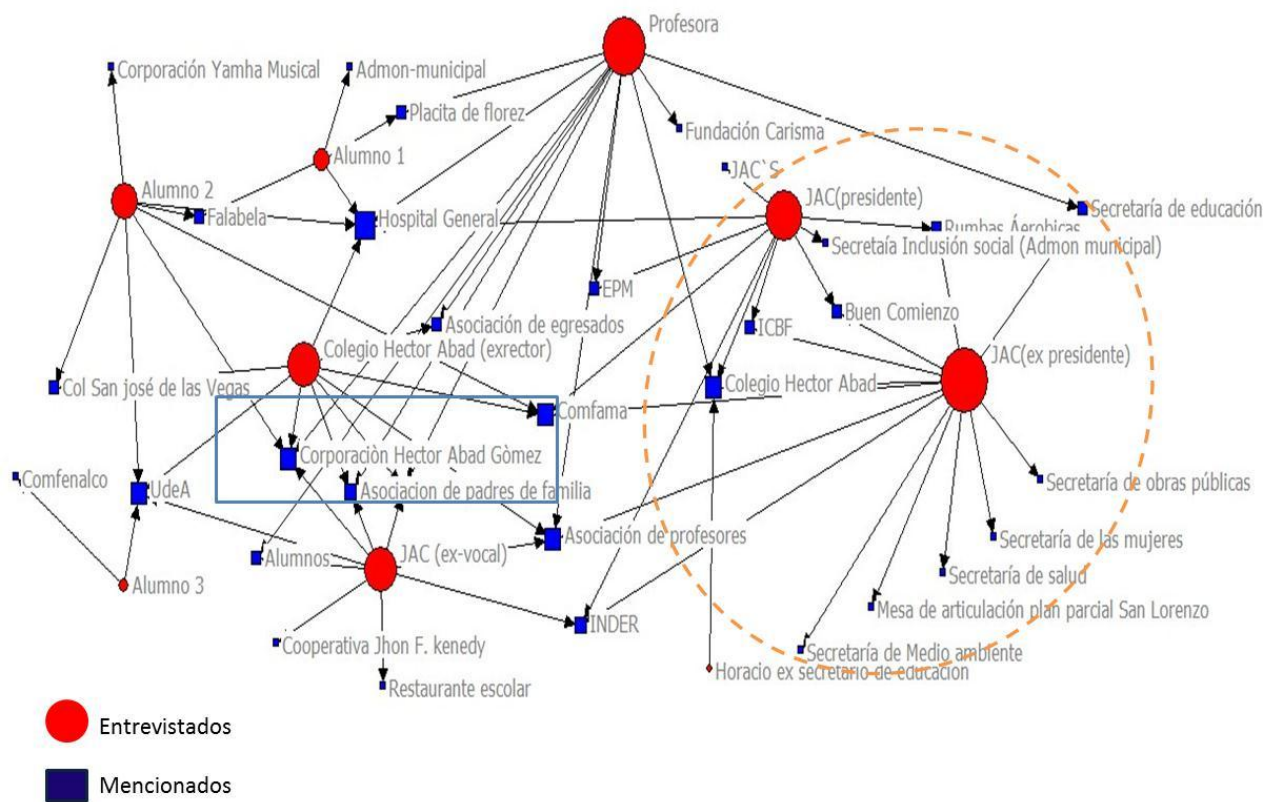 Profesora
Corporación Yamha Musical
Admon-municipal
Placita de florez
Fundación Carisma
Alumno 1
JAC`S
Alumno 2
JAC(presidente)
Falabela
Hospital General
Secretaría de educación
Rumbas Áerobicas
Secretaía Inclusión social (Admon municipal)
EPM
Buen Comienzo
Asociación de egresados
ICBF
Colegio Hector Abad (exrector)
JAC(ex presidente)
Col San josé de las Vegas
Colegio Hector Abad
Comfama
Corporaciòn Hector Abad Gòmez
Comfenalco
UdeA
Asociacion de padres de familia
Secretaría de obras públicas
Asociación de profesores
Secretaría de las mujeres
Alumnos
JAC (ex-vocal)
Secretaría de salud
Alumno 3
Mesa de articulación plan parcial San Lorenzo
INDER
Cooperativa Jhon F. kenedy
Secretaría de Medio ambiente
Horacio ex secretario de educación
Restaurante escolar
Entrevistados
Mencionados